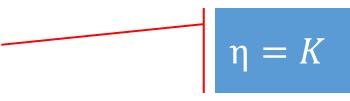 η = K